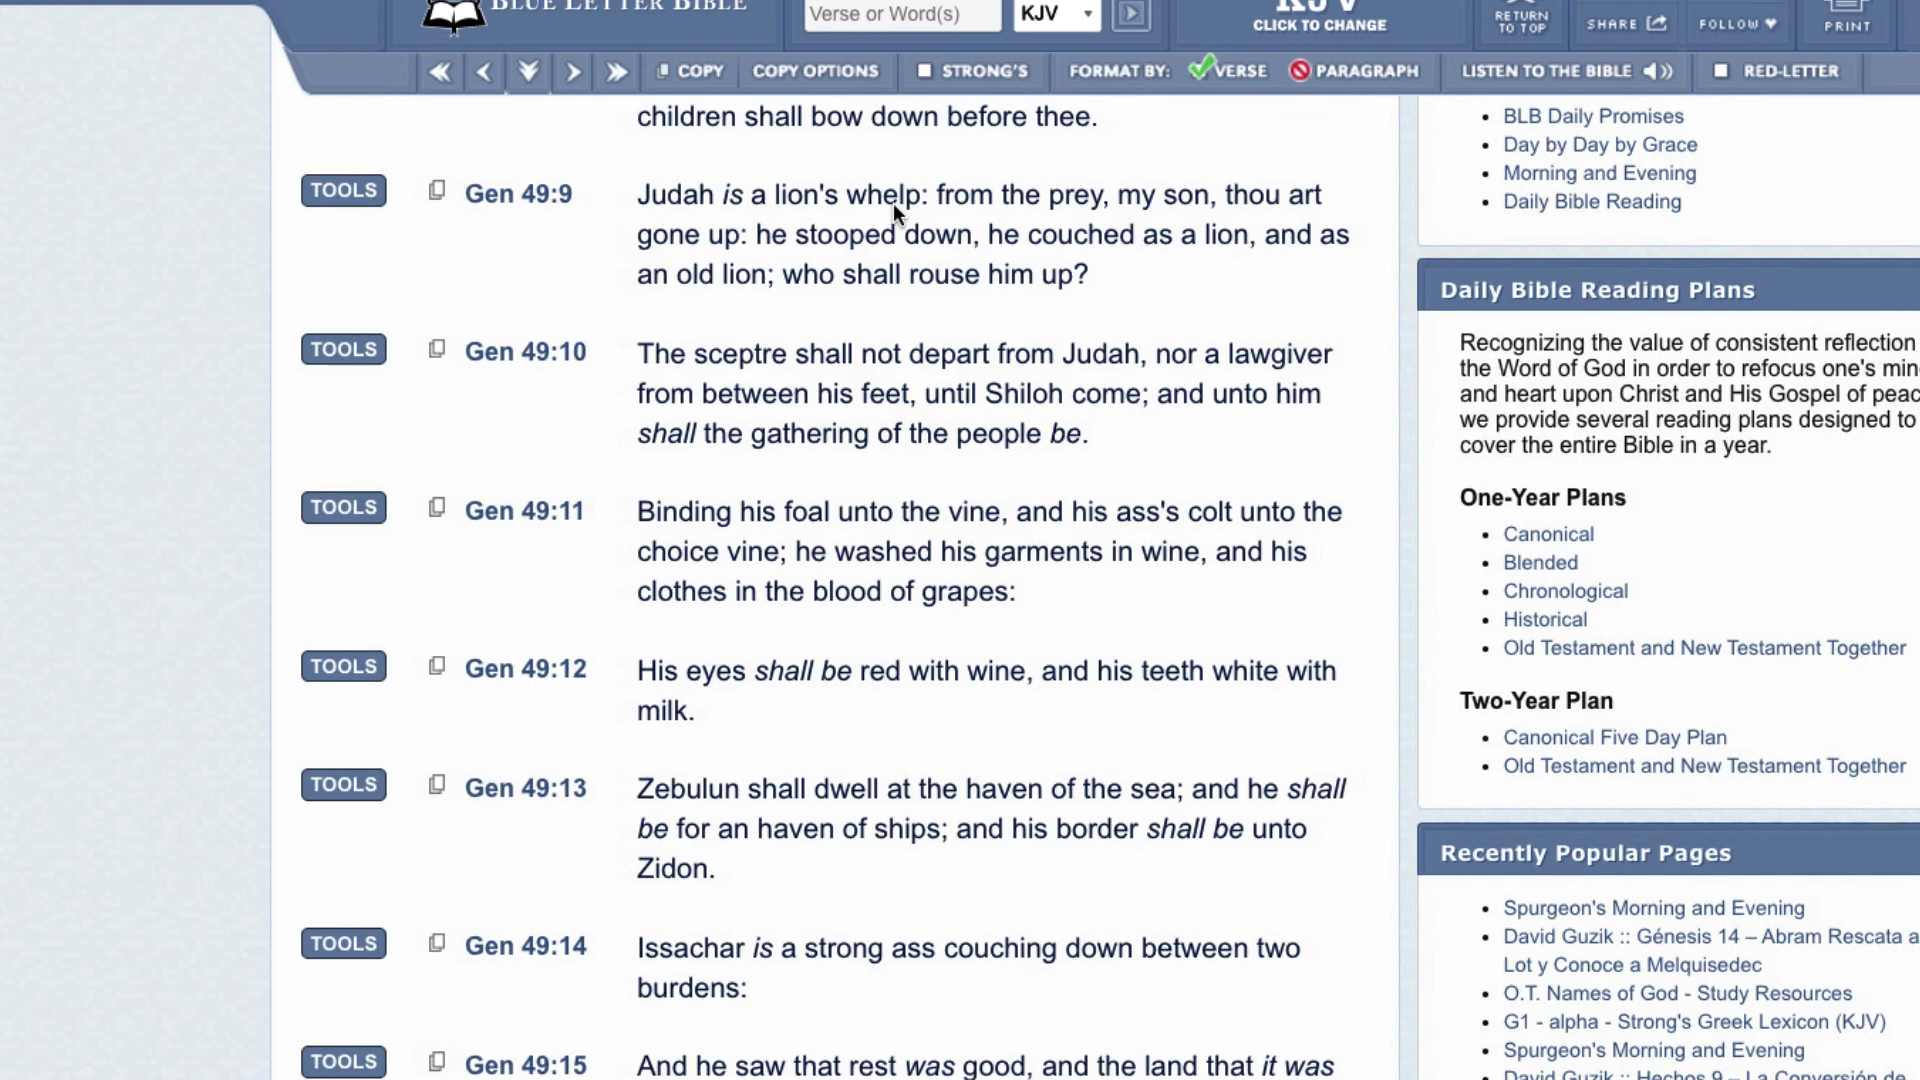 BLUE LETTER BIBLE
Verse or Word(s)
KJV
KJV
CLICK TO CHANGE
RETURN
TO TOP
SHARE
FOLLOW
PRINT
COPY
COPY OPTIONS
STRONG'S
FORMAT BY:
VERSE
PARAGRAPH
LISTEN TO THE BIBLE
RED-LETTER
children shall bow down before thee.
TOOLS
Gen 49:9
Judah is a lion's whelp: from the prey, my son, thou art
gone up: he stooped down, he couched as a lion, and as
an old lion; who shall rouse him up?
TOOLS
Gen 49:10
The sceptre shall not depart from Judah, nor a lawgiver
from between his feet, until Shiloh come; and unto him
shall the gathering of the people be.
TOOLS
Gen 49:11
Binding his foal unto the vine, and his ass's colt unto the
choice vine; he washed his garments in wine, and his
clothes in the blood of grapes:
TOOLS
Gen 49:12
His eyes shall be red with wine, and his teeth white with
milk.
TOOLS
Gen 49:13
Zebulun shall dwell at the haven of the sea; and he shall
be for an haven of ships; and his border shall be unto
Zidon.
TOOLS
Gen 49:14
Issachar is a strong ass couching down between two
burdens:
TOOLS
Gen 49:15
And he saw that rest was good, and the land that it was
BLB Daily Promises
Day by Day by Grace
Morning and Evening
Daily Bible Reading
Daily Bible Reading Plans
Recognizing the value of consistent reflection
the Word of God in order to refocus one's min
and heart upon Christ and His Gospel of peac
we provide several reading plans designed to
cover the entire Bible in a year.
One-Year Plans
Canonical
Blended
Chronological
Historical
Old Testament and New Testament Together
Two-Year Plan
Canonical Five Day Plan
Old Testament and New Testament Together
Recently Popular Pages
Spurgeon's Morning and Evening
David Guzik :: Génesis 14 – Abram Rescata a
Lot y Conoce a Melquisedec
O.T. Names of God - Study Resources
G1 - alpha - Strong's Greek Lexicon (KJV)
Spurgeon's Morning and Evening
David Guzik :: Hechos 9 – La Conversión de